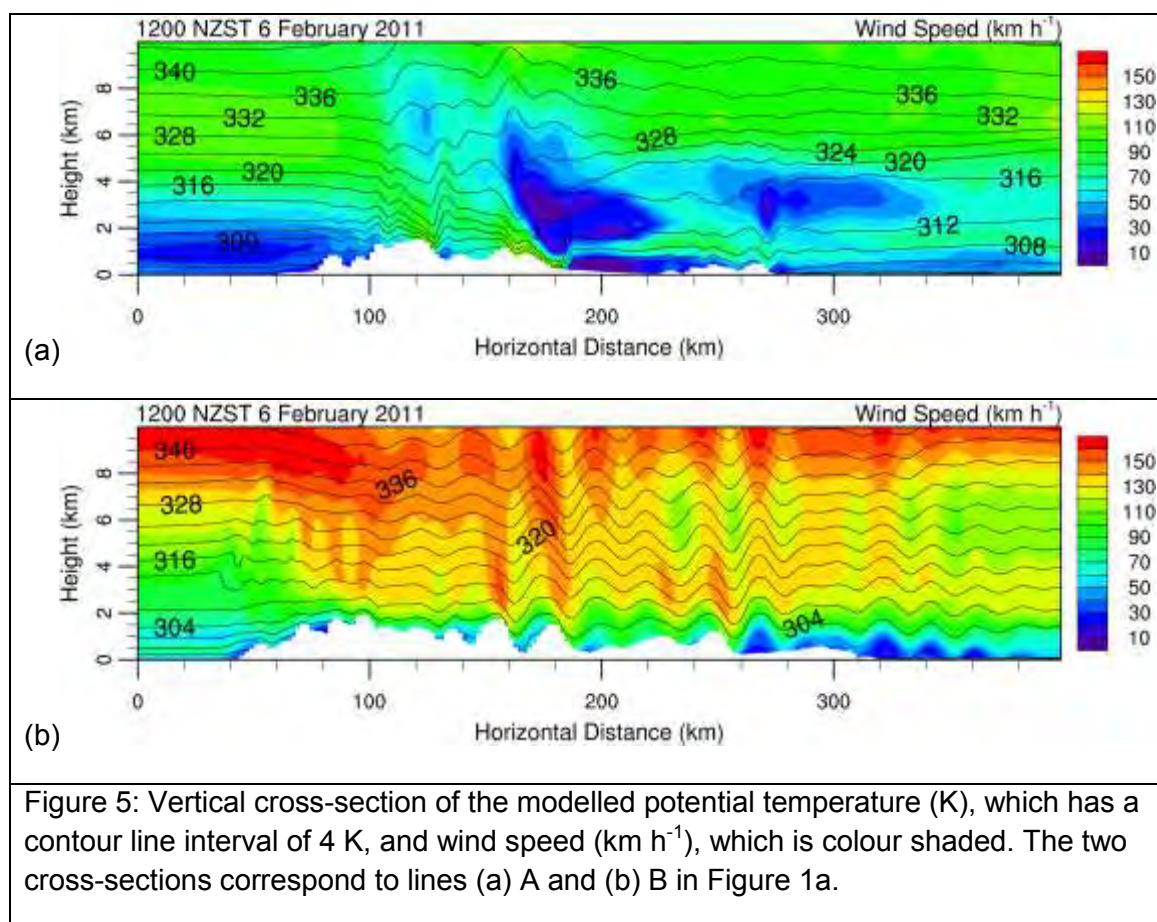 1200 NZST 6 February 2011 Wind Speed (km h⁻¹)
340 336 336
332 332
328 328
320 324 320
316 316
312
300 308
Height (km)
8
6
4
2
0
0 100 200 300
Horizontal Distance (km)
150
130
110
90
70
50
30
10
(a)
1200 NZST 6 February 2011 Wind Speed (km h⁻¹)
340 336
328 320
316
304 304
Height (km)
8
6
4
2
0
0 100 200 300
Horizontal Distance (km)
150
130
110
90
70
50
30
10
(b)
Figure 5: Vertical cross-section of the modelled potential temperature (K), which has a
contour line interval of 4 K, and wind speed (km h⁻¹), which is colour shaded. The two
cross-sections correspond to lines (a) A and (b) B in Figure 1a.